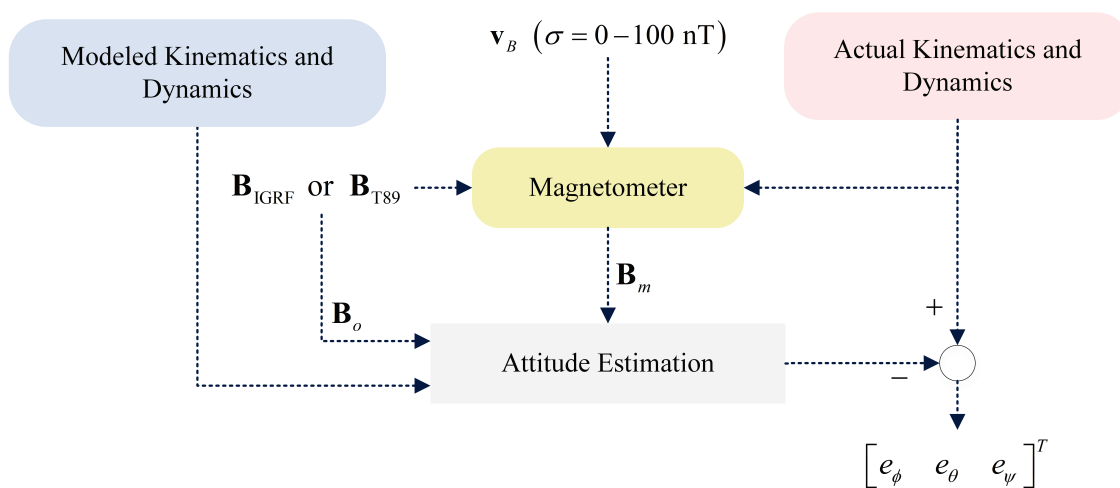 Modeled Kinematics and
Dynamics
v_B (σ = 0 – 100 nT)
Actual Kinematics and
Dynamics
B_IGRF or B_T89
Magnetometer
B_m
B_o
+
Attitude Estimation
−
[e_ϕ e_θ e_ψ]^T